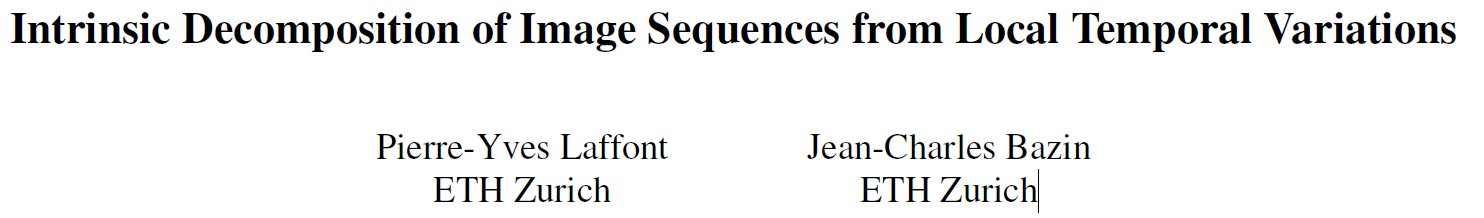 Intrinsic Decomposition of Image Sequences from Local Temporal Variations
Pierre-Yves Laffont Jean-Charles Bazin
ETH Zurich ETH Zurich